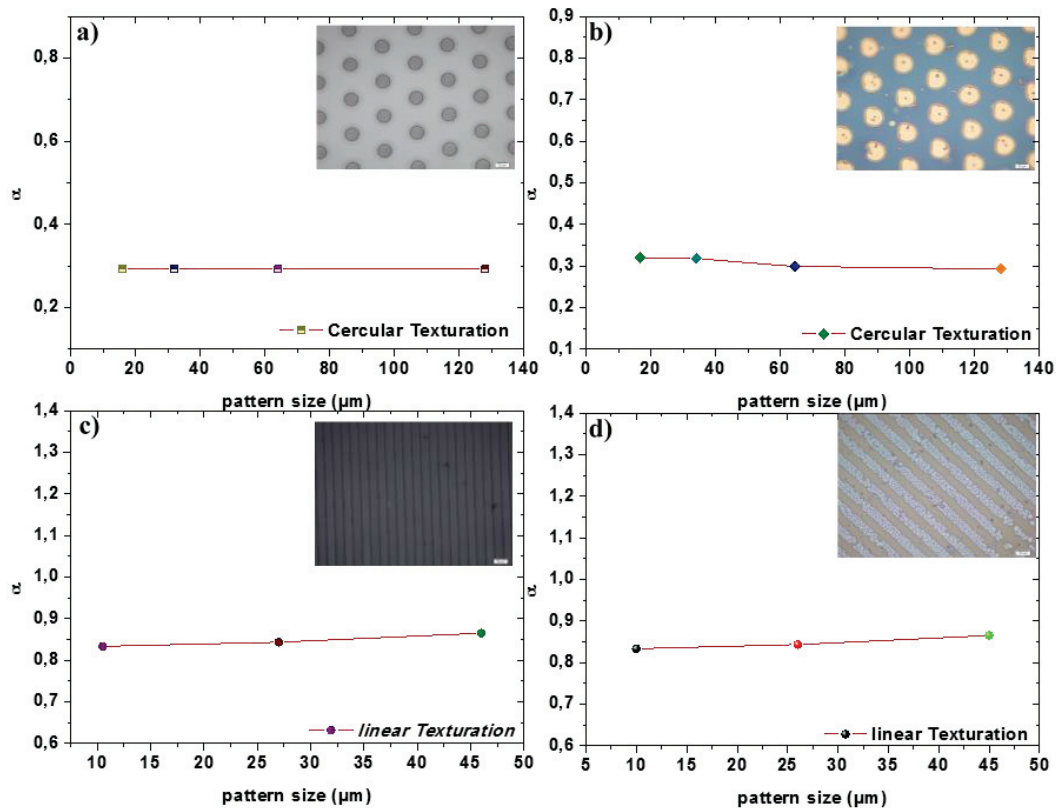 a)
0,8
0,6
0,4
0,2
α
0 20 40 60 80 100 120 140
pattern size (µm)
Cercular Texturation
b)
0,9
0,8
0,7
0,6
0,5
0,4
0,3
0,2
0,1
α
0 20 40 60 80 100 120 140
pattern size (µm)
Cercular Texturation
c)
1,4
1,3
1,2
1,1
1,0
0,9
0,8
0,7
0,6
α
10 15 20 25 30 35 40 45 50
pattern size (µm)
linear Texturation
d)
1,4
1,3
1,2
1,1
1,0
0,9
0,8
0,7
0,6
α
5 10 15 20 25 30 35 40 45 50
pattern size (µm)
linear Texturation